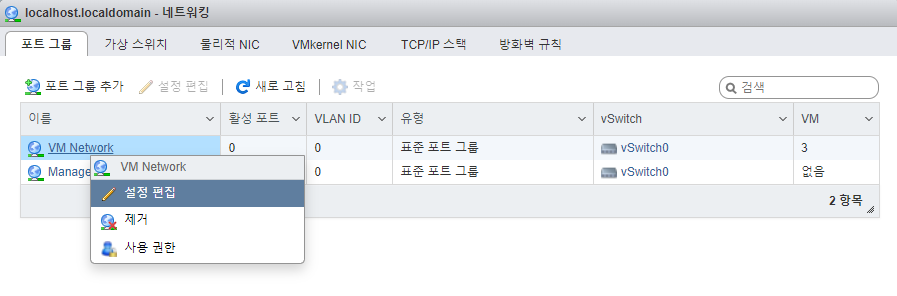 localhost.localdomain - 네트워킹
포트 그룹 가상 스위치 물리적 NIC VMkernel NIC TCP/IP 스택 방화벽 규칙
포트 그룹 추가 설정 편집 새로 고침 작업 검색
이름 활성 포트 VLAN ID 유형 vSwitch VM
VM Network 0 0 표준 포트 그룹 vSwitch0 3
Manage 0 표준 포트 그룹 vSwitch0 없음
VM Network
설정 편집
제거
사용 권한
2 항목